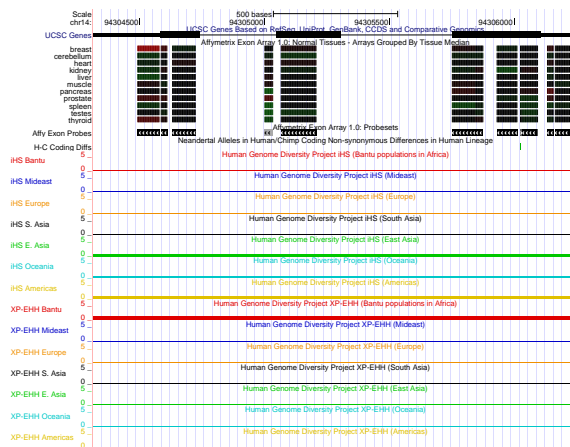 Scale 500 bases
chr14: 94304500 94305000 94305500 94306000
UCSC Genes Based on RefSeq, UniProt, GenBank, CCDS and Comparative Genomics
UCSC Genes
Affymetrix Exon Array 1.0: Normal Tissues - Arrays Grouped By Tissue Median
breast
cerebellum
heart
kidney
liver
muscle
pancreas
prostate
spleen
testes
thyroid
Affymetrix Exon Array 1.0: Probesets
Affy Exon Probes
Neandertal Alleles in Human/Chimp Coding Non-synonymous Differences in Human Lineage
H-C Coding Diffs
Human Genome Diversity Project iHS (Bantu populations in Africa)
iHS Bantu 5
0
Human Genome Diversity Project iHS (Mideast)
iHS Mideast 5
0
Human Genome Diversity Project iHS (Europe)
iHS Europe 5
0
Human Genome Diversity Project iHS (South Asia)
iHS S. Asia 5
0
Human Genome Diversity Project iHS (East Asia)
iHS E. Asia 5
0
Human Genome Diversity Project iHS (Oceania)
iHS Oceania 5
0
Human Genome Diversity Project iHS (Americas)
iHS Americas 5
0
Human Genome Diversity Project XP-EHH (Bantu populations in Africa)
XP-EHH Bantu 5
0
Human Genome Diversity Project XP-EHH (Mideast)
XP-EHH Mideast 5
0
Human Genome Diversity Project XP-EHH (Europe)
XP-EHH Europe 5
0
Human Genome Diversity Project XP-EHH (South Asia)
XP-EHH S. Asia 5
0
Human Genome Diversity Project XP-EHH (East Asia)
XP-EHH E. Asia 5
0
Human Genome Diversity Project XP-EHH (Oceania)
XP-EHH Oceania 5
0
Human Genome Diversity Project XP-EHH (Americas)
XP-EHH Americas 5
0